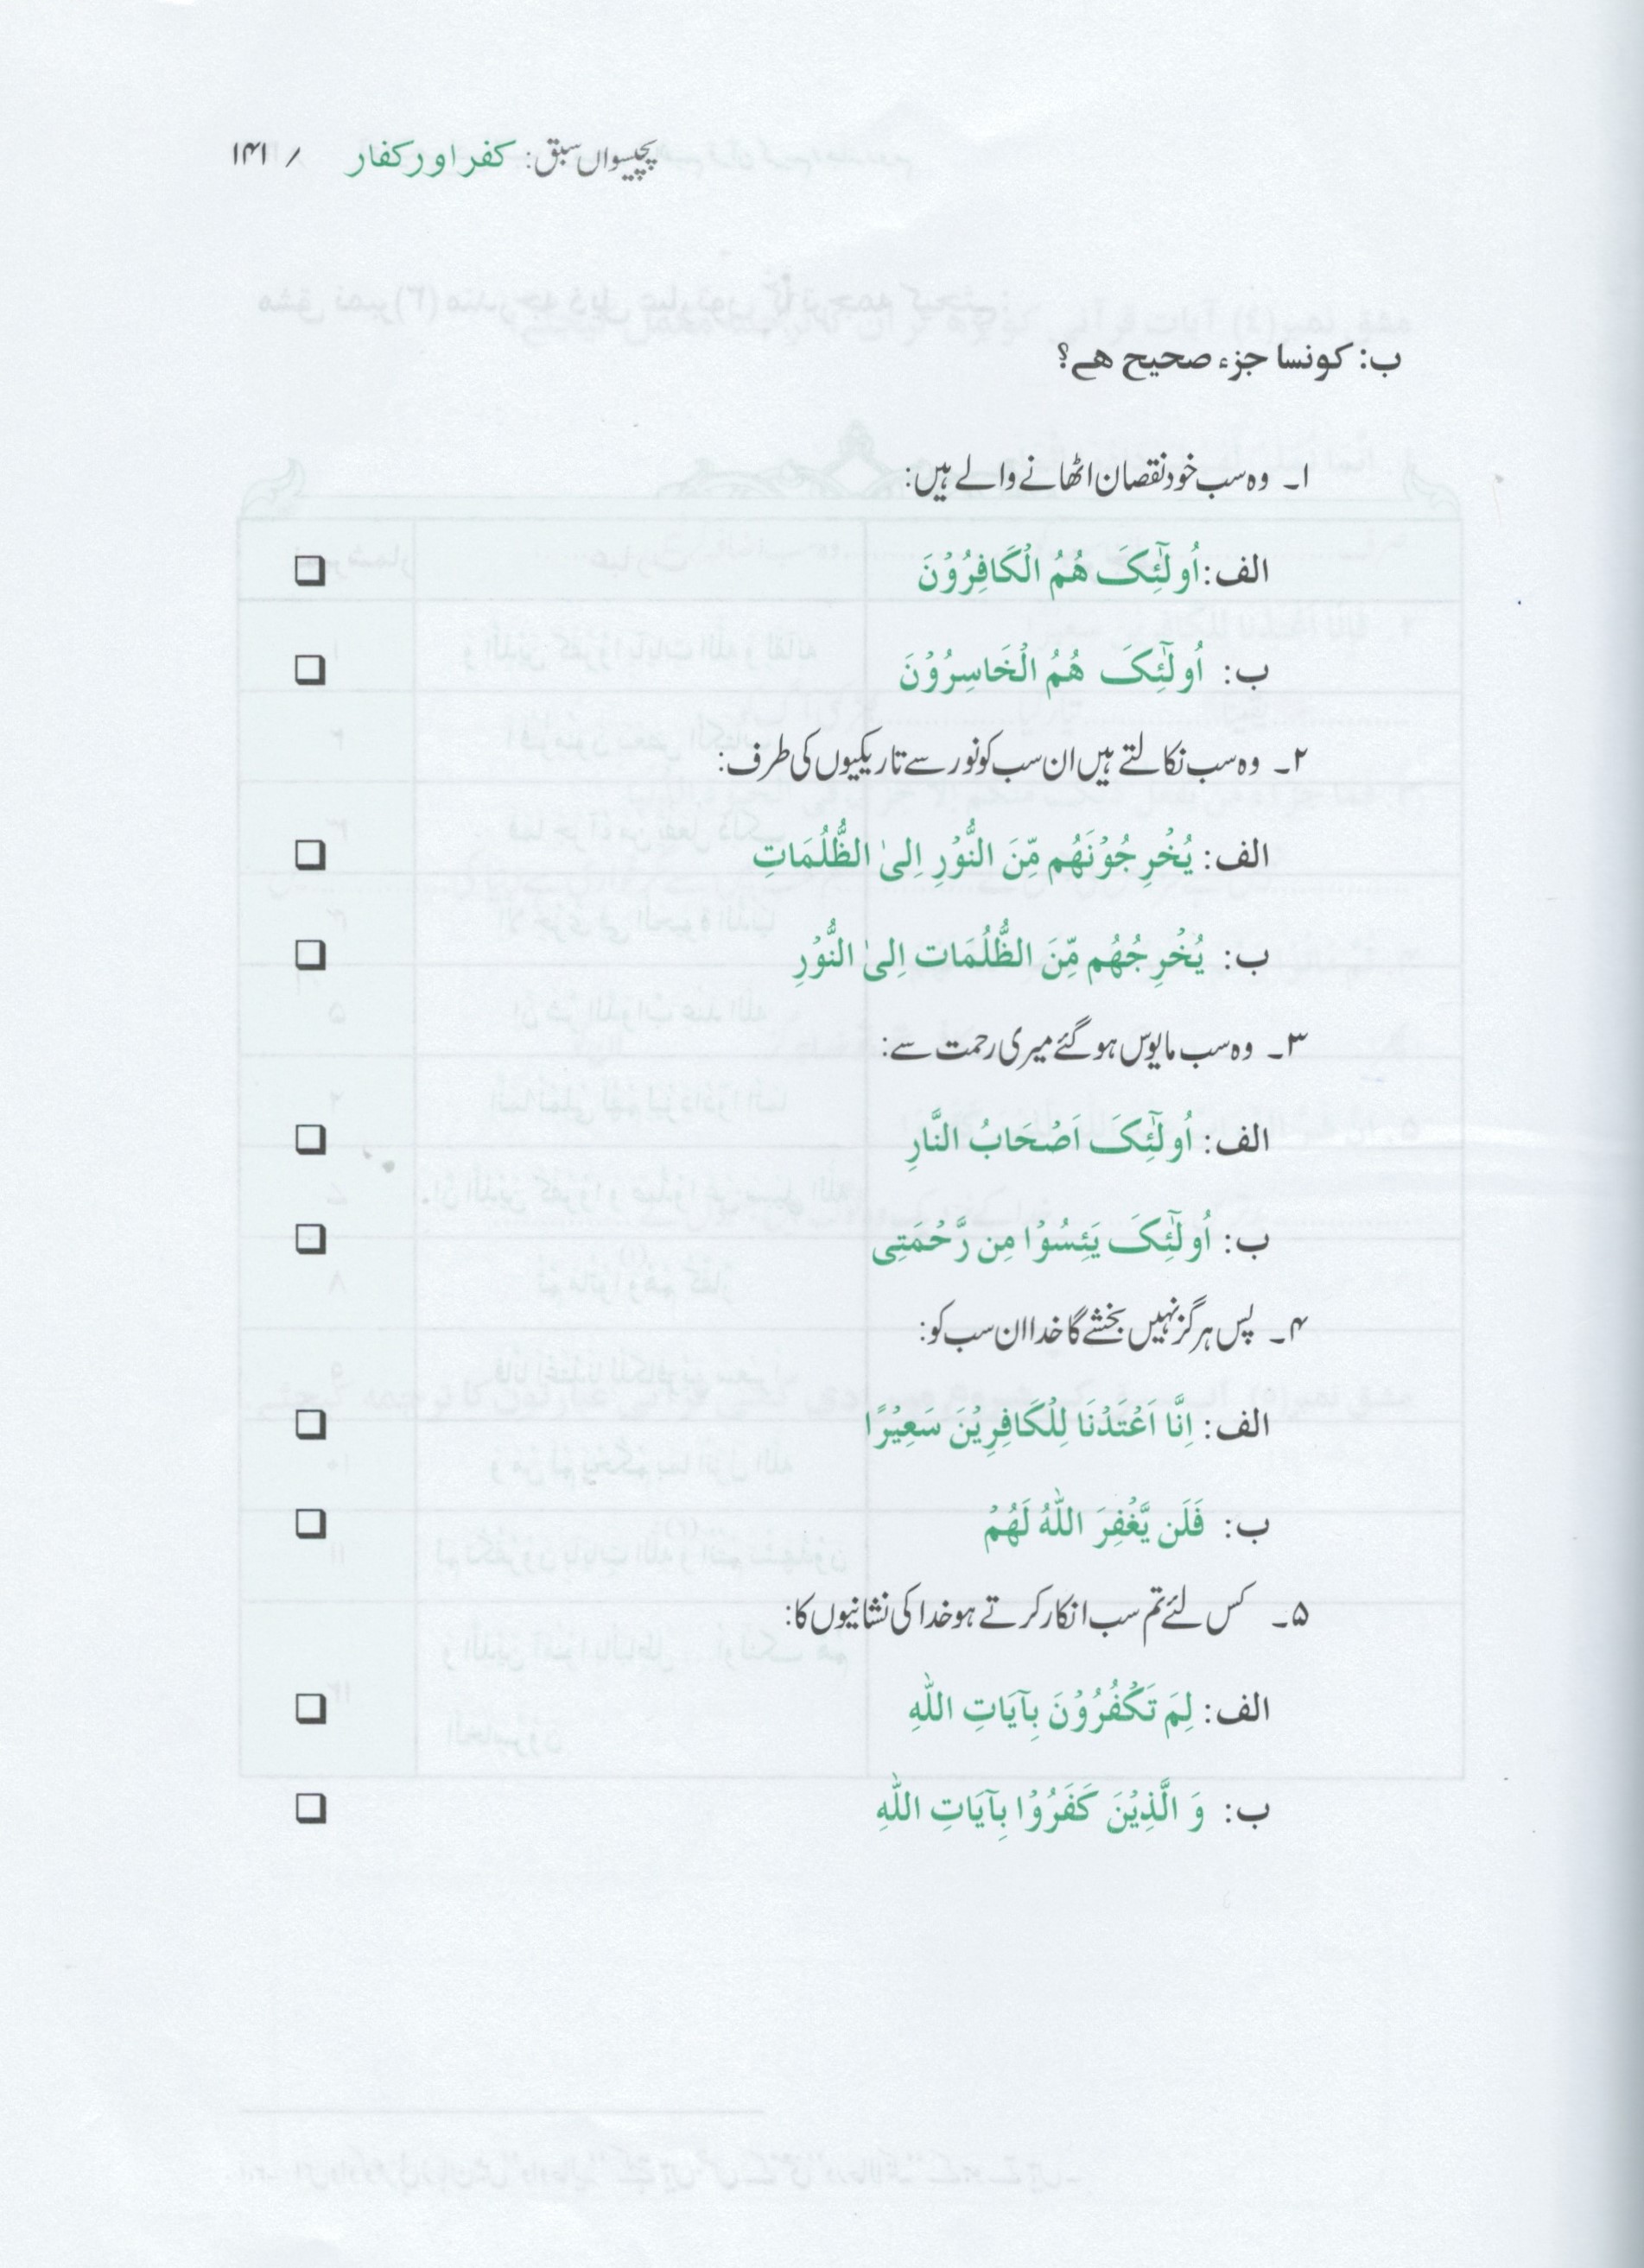 پچیسواں سبق: کفر اور کفار / ۱۴۱
ب: کونسا جزء صحیح ھے؟
۱۔ وہ سب خود نقصان اٹھانے والے ہیں:
الف: اُولٰٓئِکَ هُمُ الْکَافِرُوْنَ ❏
ب: اُولٰٓئِکَ هُمُ الْخَاسِرُوْنَ ❏
۲۔ وہ سب نکالتے ہیں ان سب کو نور سے تاریکیوں کی طرف:
الف: یُخْرِجُوْنَهُم مِّنَ النُّوْرِ اِلیٰ الظُّلُمَاتِ ❏
ب: یُخْرِجُهُم مِّنَ الظُّلُمَات اِلیٰ النُّوْرِ ❏
۳۔ وہ سب مایوس ہو گئے میری رحمت سے:
الف: اُولٰٓئِکَ اَصْحَابُ النَّارِ ❏
ب: اُولٰٓئِکَ یَئِسُوْا مِن رَّحْمَتِی ❏
۴۔ پس ہرگز نہیں بخشے گا خدا ان سب کو:
الف: اِنَّا اَعْتَدْنَا لِلْکَافِرِیْنَ سَعِیْرًا ❏
ب: فَلَن یَّغْفِرَ اللّٰهُ لَهُمْ ❏
۵۔ کس لئے تم سب انکار کرتے ہو خدا کی نشانیوں کا:
الف: لِمَ تَکْفُرُوْنَ بِآیَاتِ اللّٰهِ ❏
ب: وَ الَّذِیْنَ کَفَرُوْا بِآیَاتِ اللّٰهِ ❏